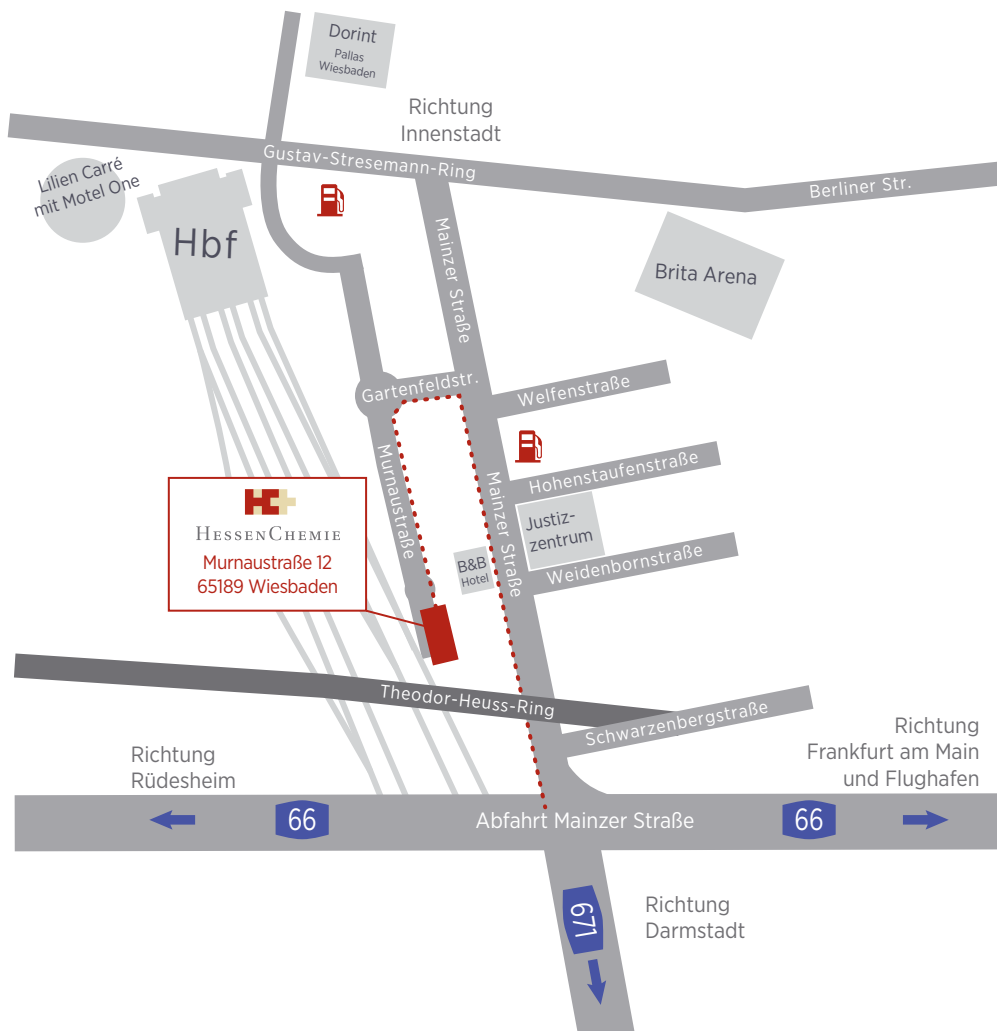 Dorint
Pallas
Wiesbaden
Richtung
Innenstadt
Gustav-Stresemann-Ring
Berliner Str.
Lilien Carré
mit Motel One
Hbf
Mainzer Straße
Brita Arena
Gartenfeldstr.
Welfenstraße
Murnaustraße
Mainzer Straße
Hohenstaufenstraße
HESSENCHEMIE
Murnaustraße 12
65189 Wiesbaden
Justiz-
zentrum
B&B
Hotel
Weidenbornstraße
Theodor-Heuss-Ring
Schwarzenbergstraße
Richtung
Rüdesheim
Richtung
Frankfurt am Main
und Flughafen
66
Abfahrt Mainzer Straße
66
671
Richtung
Darmstadt